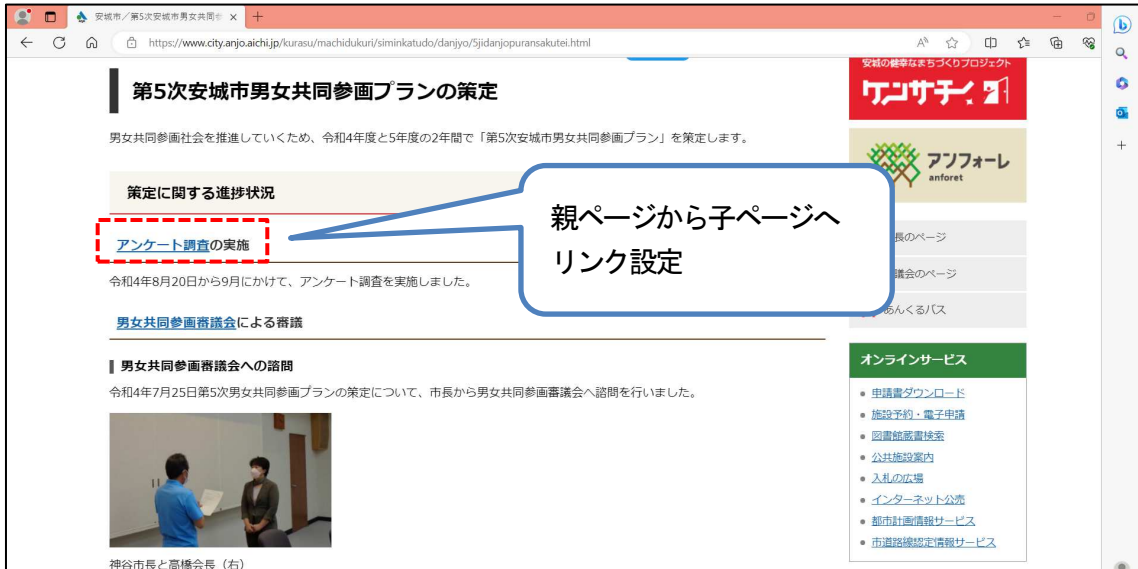 安城市／第5次安城市男女共同参
https://www.city.anjo.aichi.jp/kurasu/machidukuri/siminkatudo/danjyo/5jidanjopuransakutei.html
第5次安城市男女共同参画プランの策定
男女共同参画社会を推進していくため、令和4年度と5年度の2年間で「第5次安城市男女共同参画プラン」を策定します。
策定に関する進捗状況
アンケート調査の実施
令和4年8月20日から9月にかけて、アンケート調査を実施しました。
男女共同参画審議会による審議
男女共同参画審議会への諮問
令和4年7月25日第5次男女共同参画プランの策定について、市長から男女共同参画審議会へ諮問を行いました。
神谷市長と高橋会長（右）
親ページから子ページへ
リンク設定
安城の健幸なまちづくりプロジェクト
ケンサチ
アンフォーレ
anforet
長のページ
議会のページ
あんくるバス
オンラインサービス
申請書ダウンロード
施設予約・電子申請
図書館蔵書検索
公共施設案内
入札の広場
インターネット公売
都市計画情報サービス
市道路線認定情報サービス